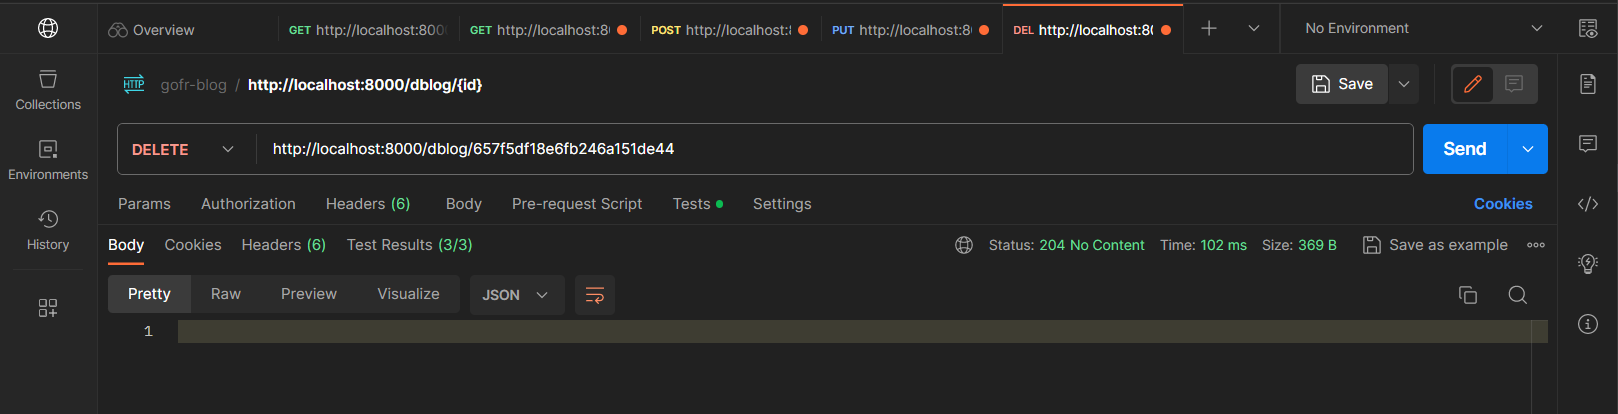 Overview GET http://localhost:800 GET http://localhost:8 POST http://localhost: PUT http://localhost:8 DEL http://localhost:8 No Environment
Collections
Environments
History
HTTP gofr-blog / http://localhost:8000/dblog/{id} Save
DELETE http://localhost:8000/dblog/657f5df18e6fb246a151de44 Send
Params Authorization Headers (6) Body Pre-request Script Tests Settings Cookies
Body Cookies Headers (6) Test Results (3/3) Status: 204 No Content Time: 102 ms Size: 369 B Save as example
Pretty Raw Preview Visualize JSON
1